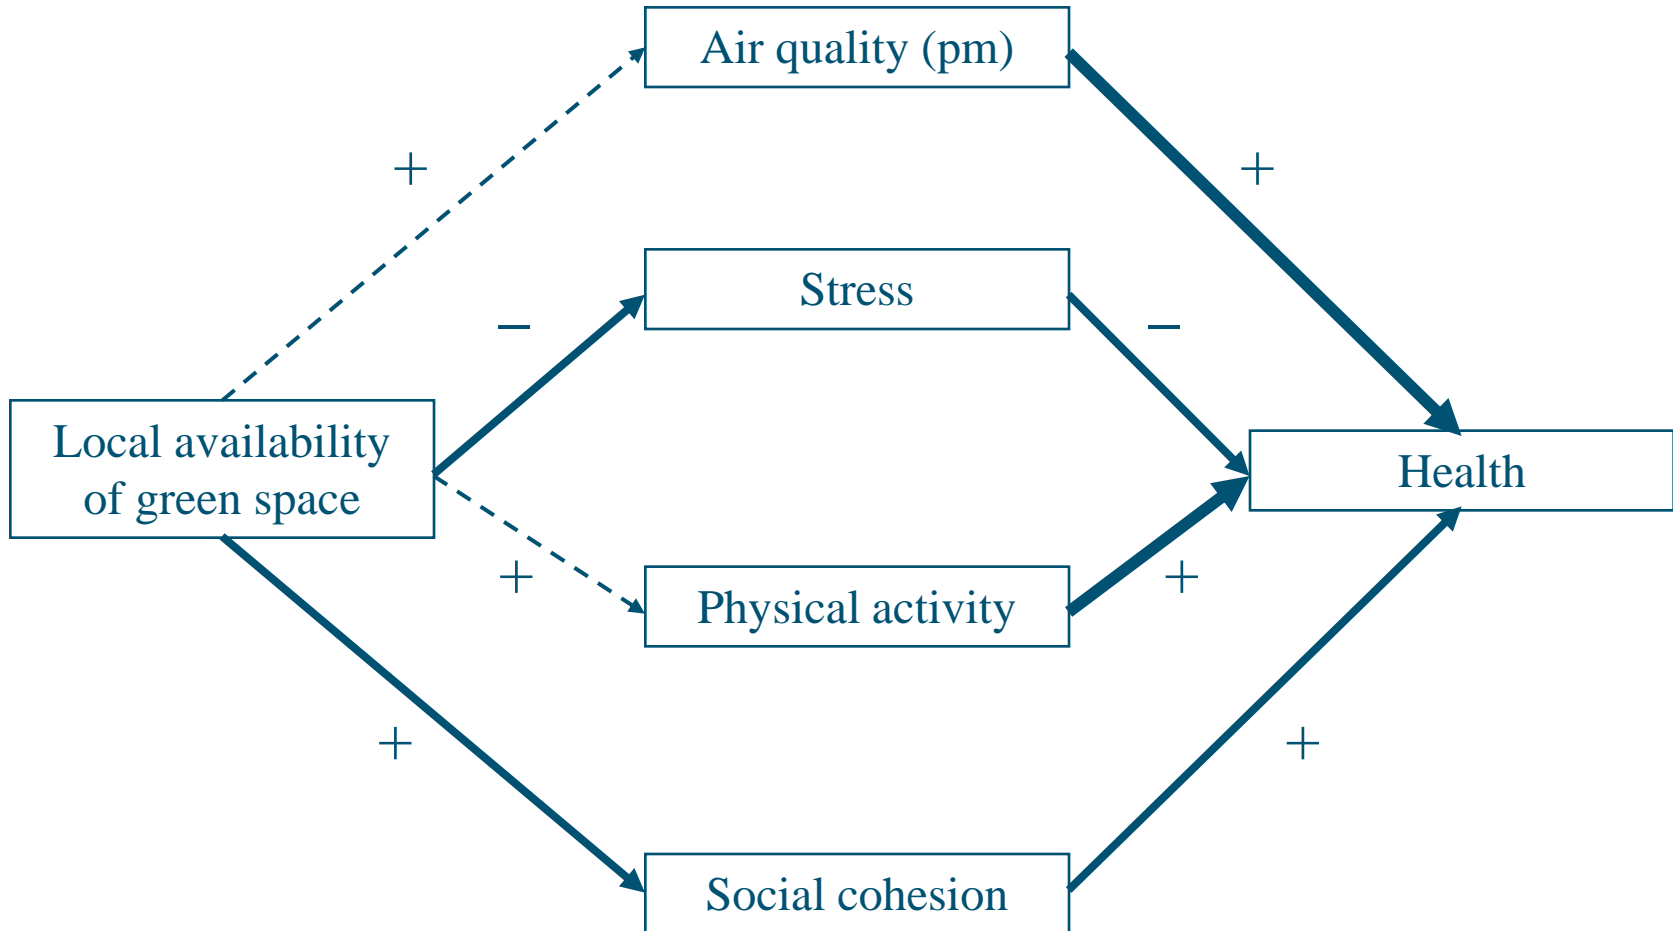 Air quality (pm)
+
+
Stress
−
−
Local availability
of green space
Health
+
+
Physical activity
+
+
Social cohesion